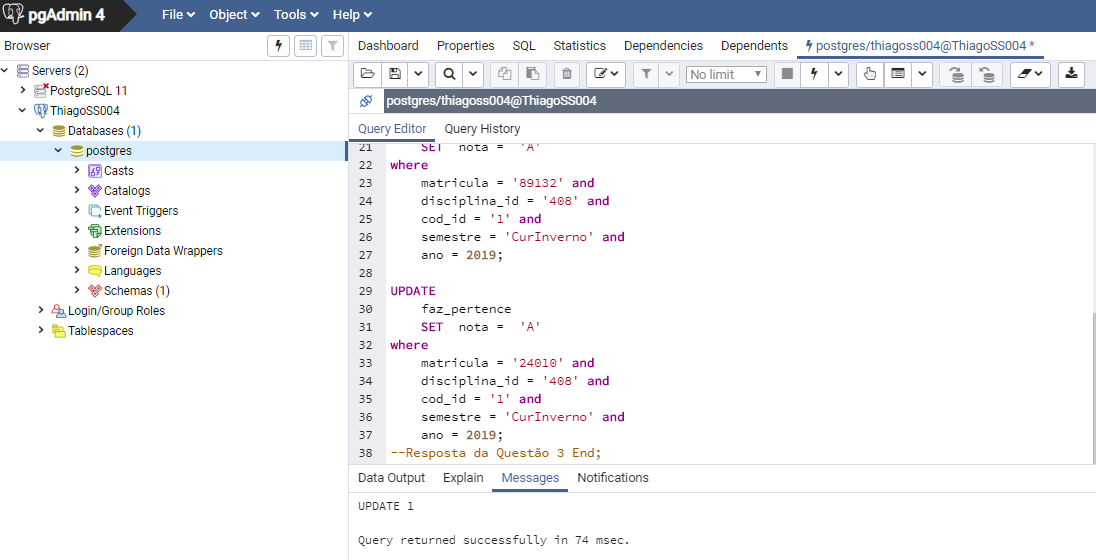 pgAdmin 4 File Object Tools Help
Browser
Dashboard Properties SQL Statistics Dependencies Dependents postgres/thiagoss004@ThiagoSS004 *
Servers (2)
PostgreSQL 11
ThiagoSS004
Databases (1)
postgres
Casts
Catalogs
Event Triggers
Extensions
Foreign Data Wrappers
Languages
Schemas (1)
Login/Group Roles
Tablespaces
No limit
postgres/thiagoss004@ThiagoSS004
Query Editor Query History
21 SET nota = 'A'
22 where
23 matricula = '89132' and
24 disciplina_id = '408' and
25 cod_id = '1' and
26 semestre = 'CurInverno' and
27 ano = 2019;
28
29 UPDATE
30 faz_pertence
31 SET nota = 'A'
32 where
33 matricula = '24010' and
34 disciplina_id = '408' and
35 cod_id = '1' and
36 semestre = 'CurInverno' and
37 ano = 2019;
38 --Resposta da Questão 3 End;
Data Output Explain Messages Notifications
UPDATE 1
Query returned successfully in 74 msec.